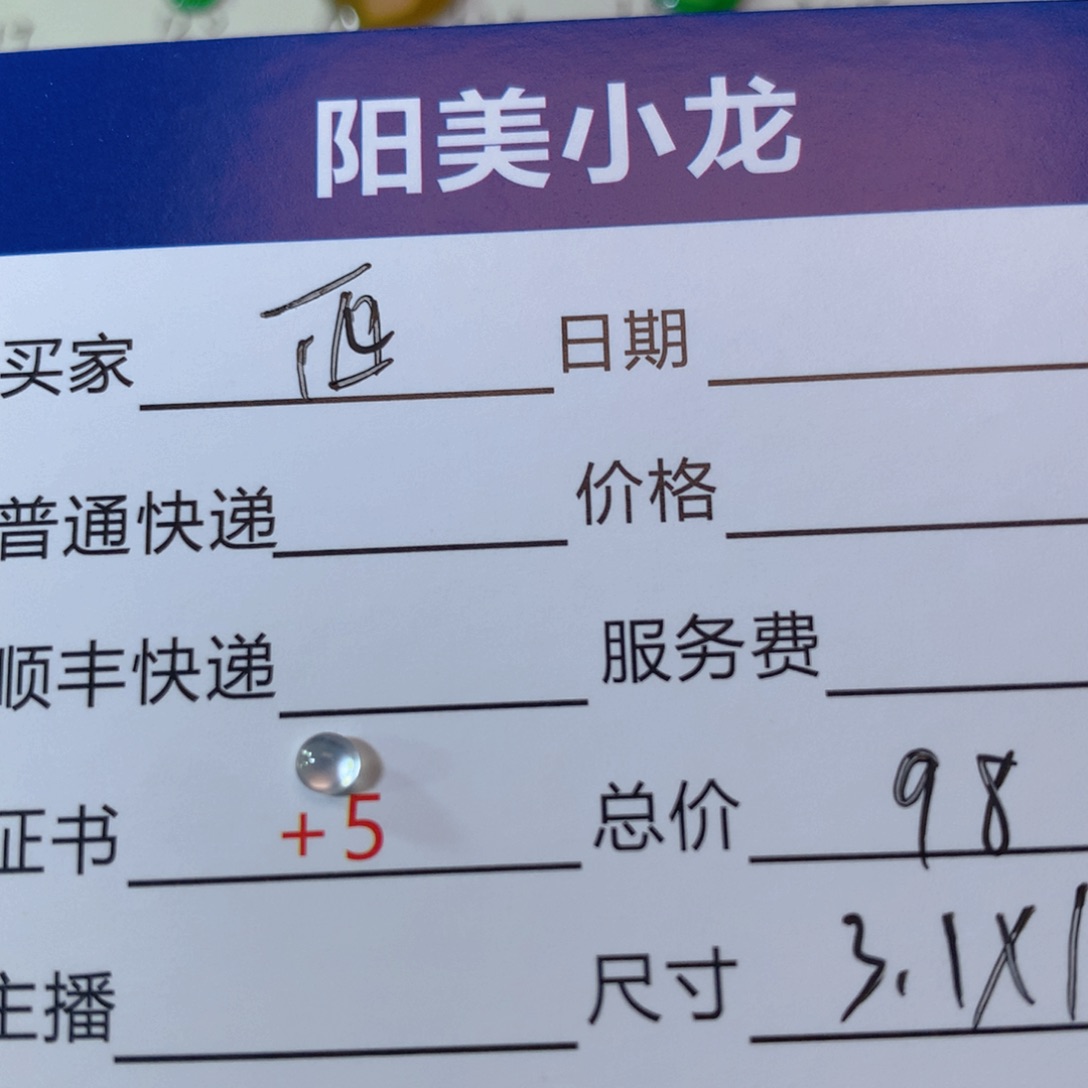 阳美小龙
买家 西 日期
普通快递 价格
顺丰快递 服务费
证书 +5 总价 98
主播 尺寸 3.1X1